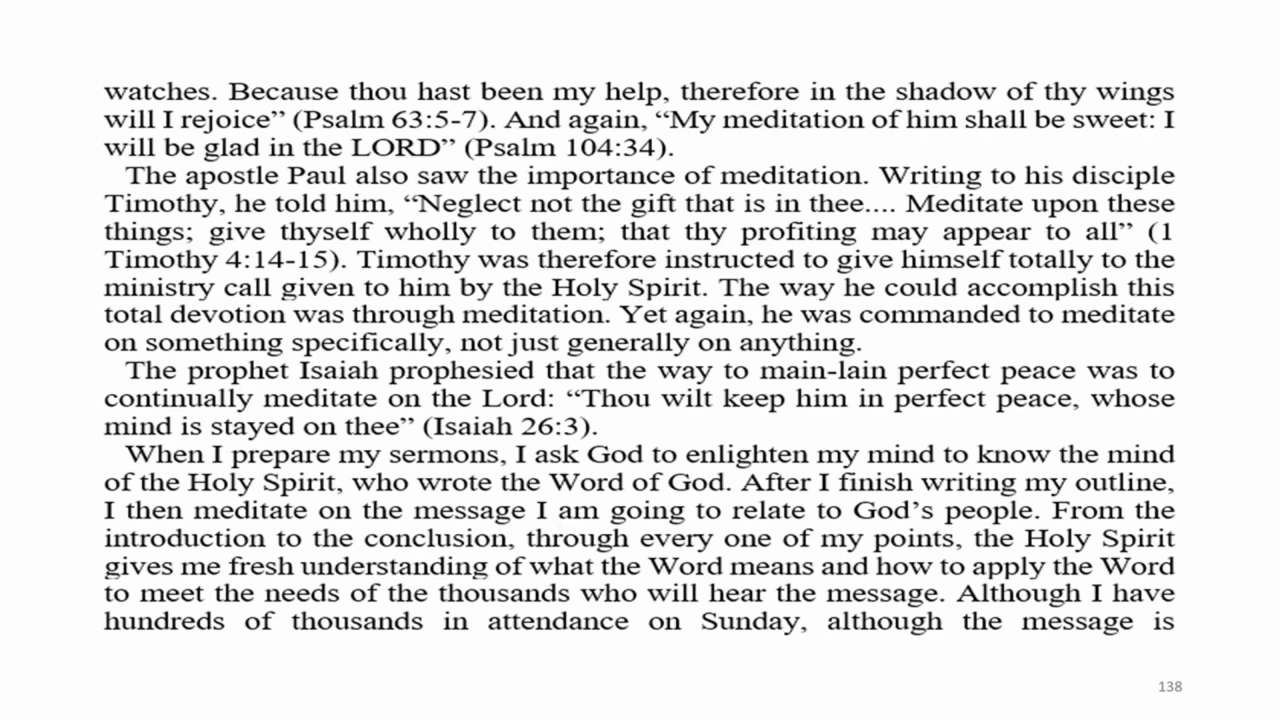 watches. Because thou hast been my help, therefore in the shadow of thy wings
will I rejoice” (Psalm 63:5-7). And again, “My meditation of him shall be sweet: I
will be glad in the LORD” (Psalm 104:34).
The apostle Paul also saw the importance of meditation. Writing to his disciple
Timothy, he told him, “Neglect not the gift that is in thee.... Meditate upon these
things; give thyself wholly to them; that thy profiting may appear to all” (1
Timothy 4:14-15). Timothy was therefore instructed to give himself totally to the
ministry call given to him by the Holy Spirit. The way he could accomplish this
total devotion was through meditation. Yet again, he was commanded to meditate
on something specifically, not just generally on anything.
The prophet Isaiah prophesied that the way to main-lain perfect peace was to
continually meditate on the Lord: “Thou wilt keep him in perfect peace, whose
mind is stayed on thee” (Isaiah 26:3).
When I prepare my sermons, I ask God to enlighten my mind to know the mind
of the Holy Spirit, who wrote the Word of God. After I finish writing my outline,
I then meditate on the message I am going to relate to God’s people. From the
introduction to the conclusion, through every one of my points, the Holy Spirit
gives me fresh understanding of what the Word means and how to apply the Word
to meet the needs of the thousands who will hear the message. Although I have
hundreds of thousands in attendance on Sunday, although the message is
138